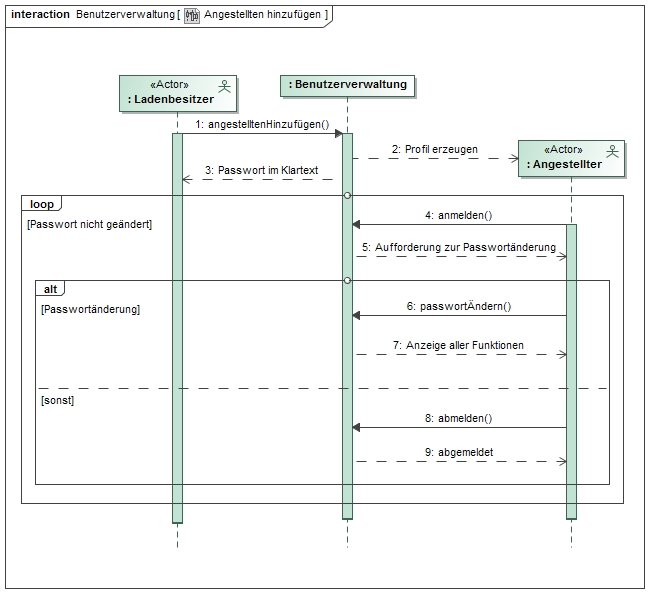 interaction Benutzerverwaltung [ Angestellten hinzufügen ]
«Actor»
: Ladenbesitzer
: Benutzerverwaltung
1: angestelltenHinzufügen()
2: Profil erzeugen
«Actor»
: Angestellter
3: Passwort im Klartext
loop
[Passwort nicht geändert]
4: anmelden()
5: Aufforderung zur Passwortänderung
alt
[Passwortänderung]
6: passwortÄndern()
7: Anzeige aller Funktionen
[sonst]
8: abmelden()
9: abgemeldet